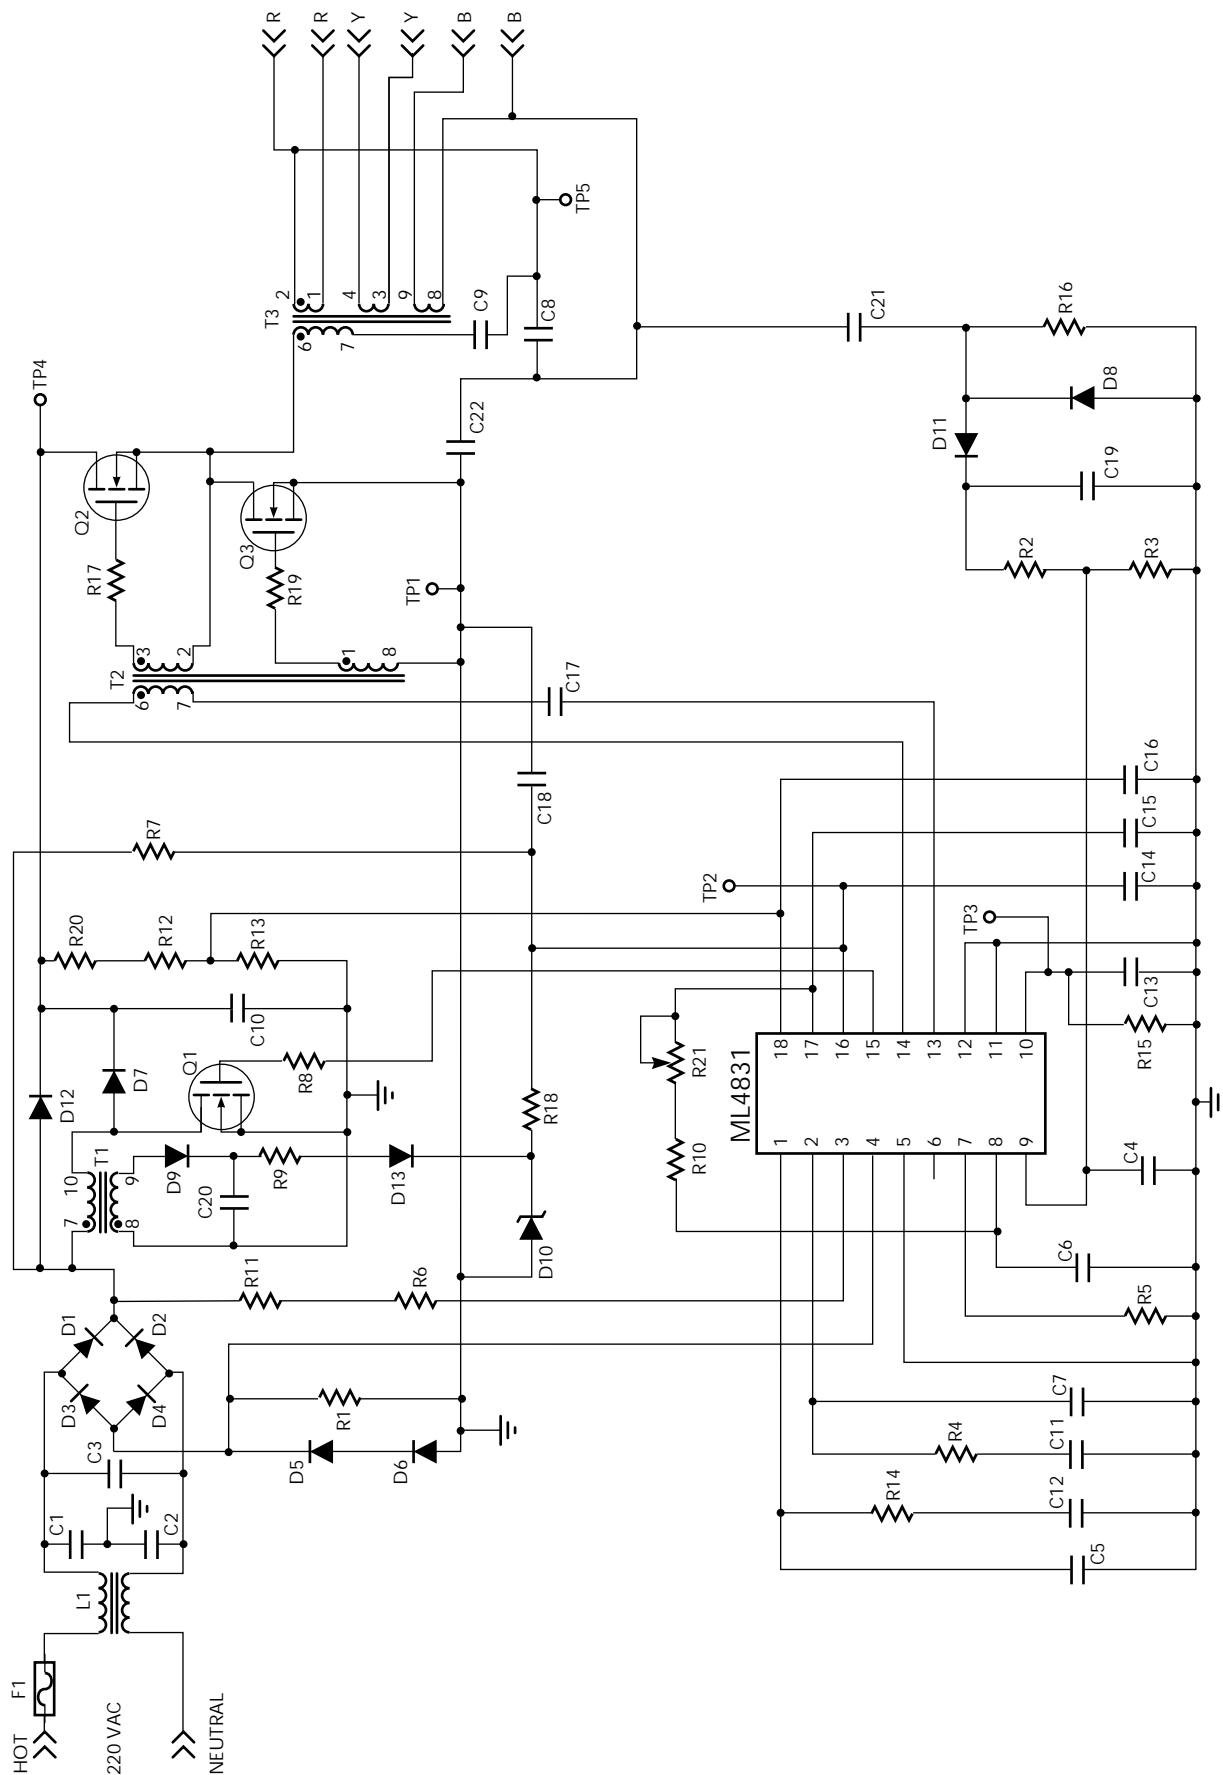 HOT
F1
220 VAC
NEUTRAL
L1
C1
C2
C3
D1
D2
D3
D4
R11
R6
D5
D6
R1
7
10
T1
8
9
D12
D7
D9
C20
R9
D13
Q1
R8
C10
R20
R12
R13
R7
D10
R18
C18
C17
T2
6
7
3
2
1
8
R17
Q2
R19
Q3
TP1
TP4
C22
T3
6
7
2
1
4
3
9
8
C9
C8
TP5
R
R
Y
Y
B
B
R10
R21
ML4831
1
2
3
4
5
6
7
8
9
18
17
16
15
14
13
12
11
10
TP2
TP3
C5
R14
C12
R4
C11
C7
R5
C6
C4
R15
C13
C14
C15
C16
R2
R3
C19
D11
D8
C21
R16